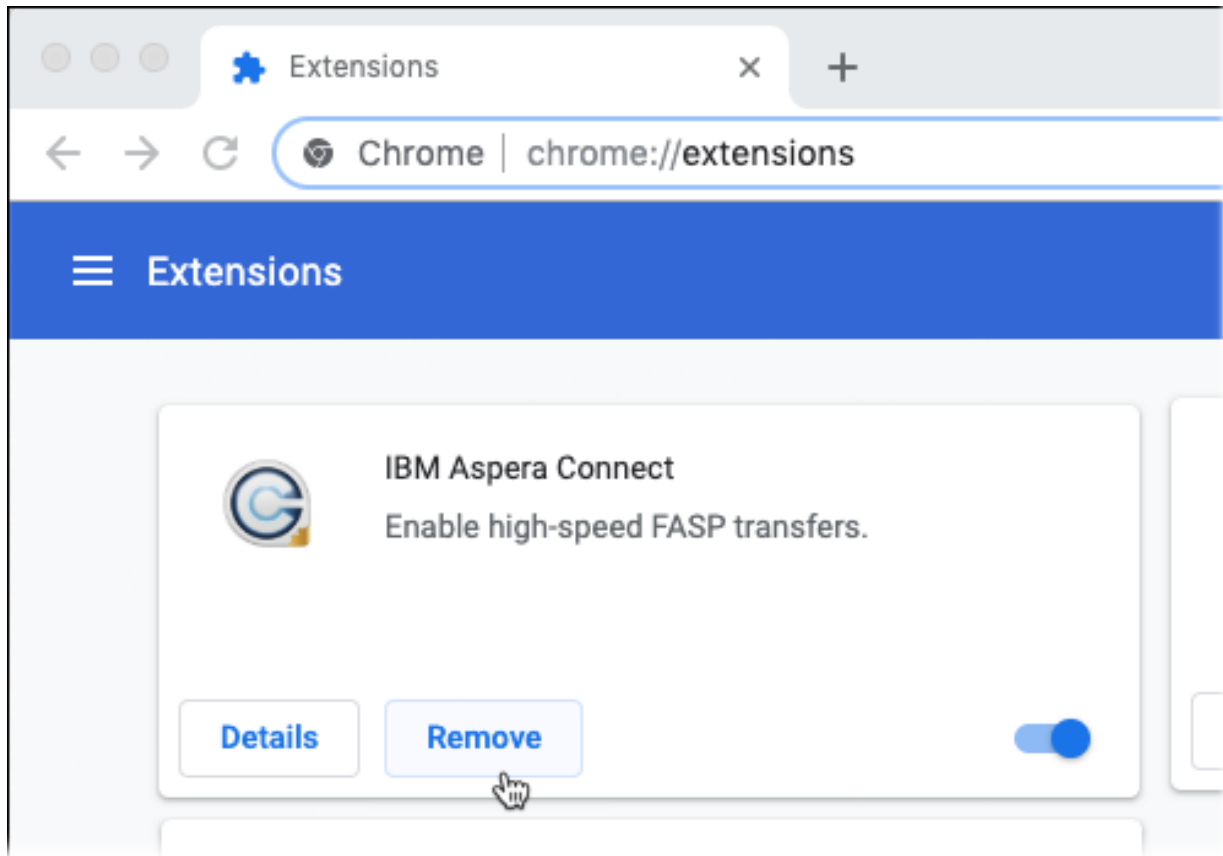 Extensions
Chrome | chrome://extensions
Extensions
IBM Aspera Connect
Enable high-speed FASP transfers.
Details Remove